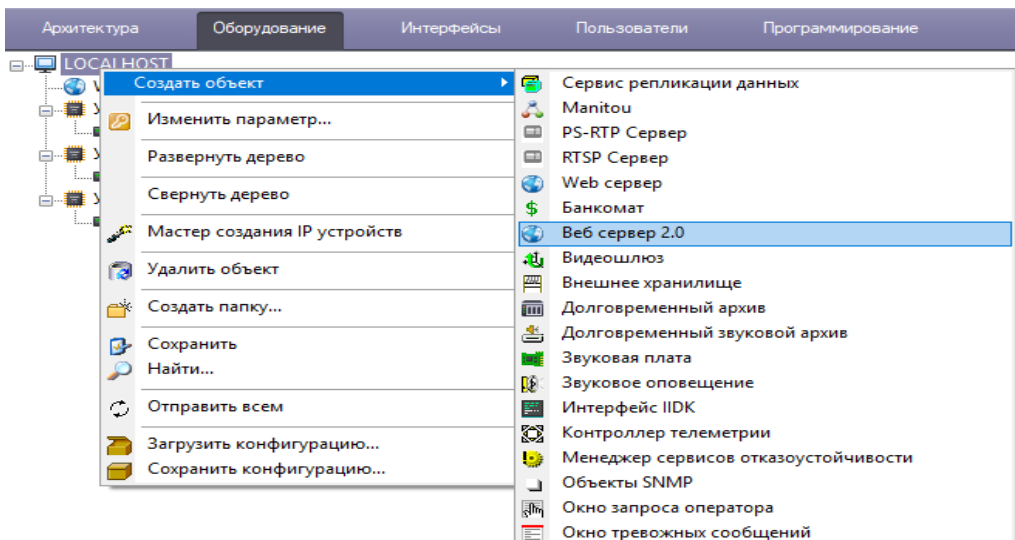 Архитектура Оборудование Интерфейсы Пользователи Программирование
LOCALHOST
Создать объект
Изменить параметр...
Развернуть дерево
Свернуть дерево
Мастер создания IP устройств
Удалить объект
Создать папку...
Сохранить
Найти...
Отправить всем
Загрузить конфигурацию...
Сохранить конфигурацию...
Сервис репликации данных
Manitou
PS-RTP Сервер
RTSP Сервер
Web сервер
Банкомат
Веб сервер 2.0
Видеошлюз
Внешнее хранилище
Долговременный архив
Долговременный звуковой архив
Звуковая плата
Звуковое оповещение
Интерфейс IIDK
Контроллер телеметрии
Менеджер сервисов отказоустойчивости
Объекты SNMP
Окно запроса оператора
Окно тревожных сообщений